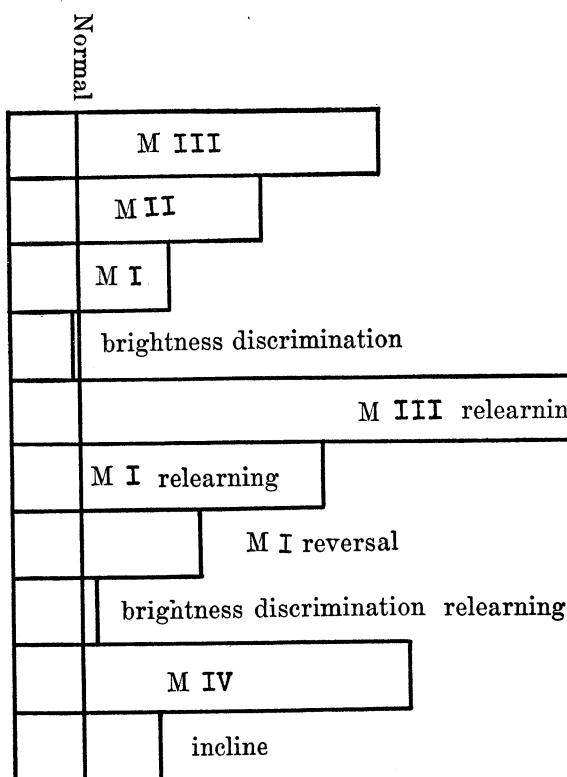 Normal
M III
M II
M I
brightness discrimination
M III relearnin
M I relearning
M I reversal
brightness discrimination relearning
M IV
incline